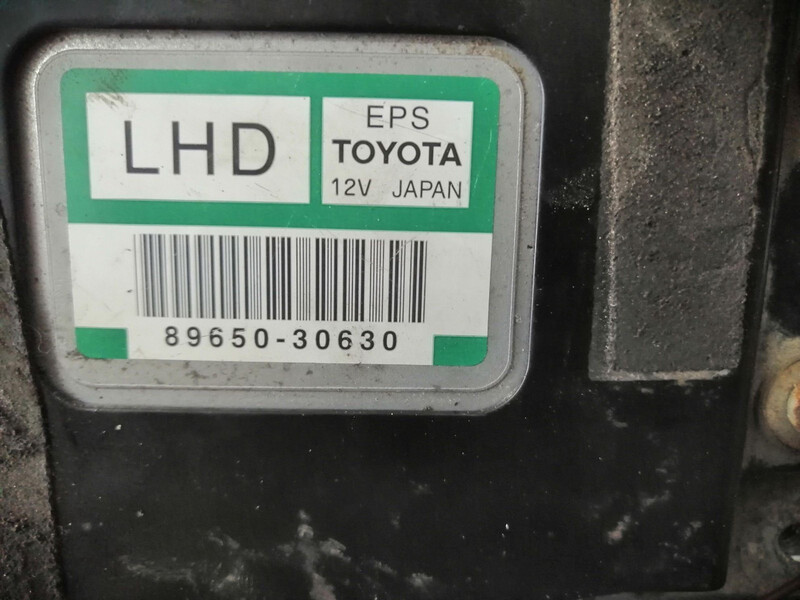 LHD
EPS
TOYOTA
12V JAPAN
89650-30630